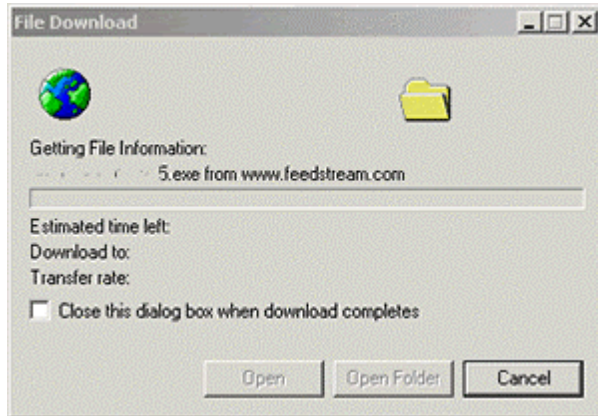 File Download
Getting File Information:
5.exe from www.feedstream.com
Estimated time left:
Download to:
Transfer rate:
Close this dialog box when download completes
Open
Open Folder
Cancel